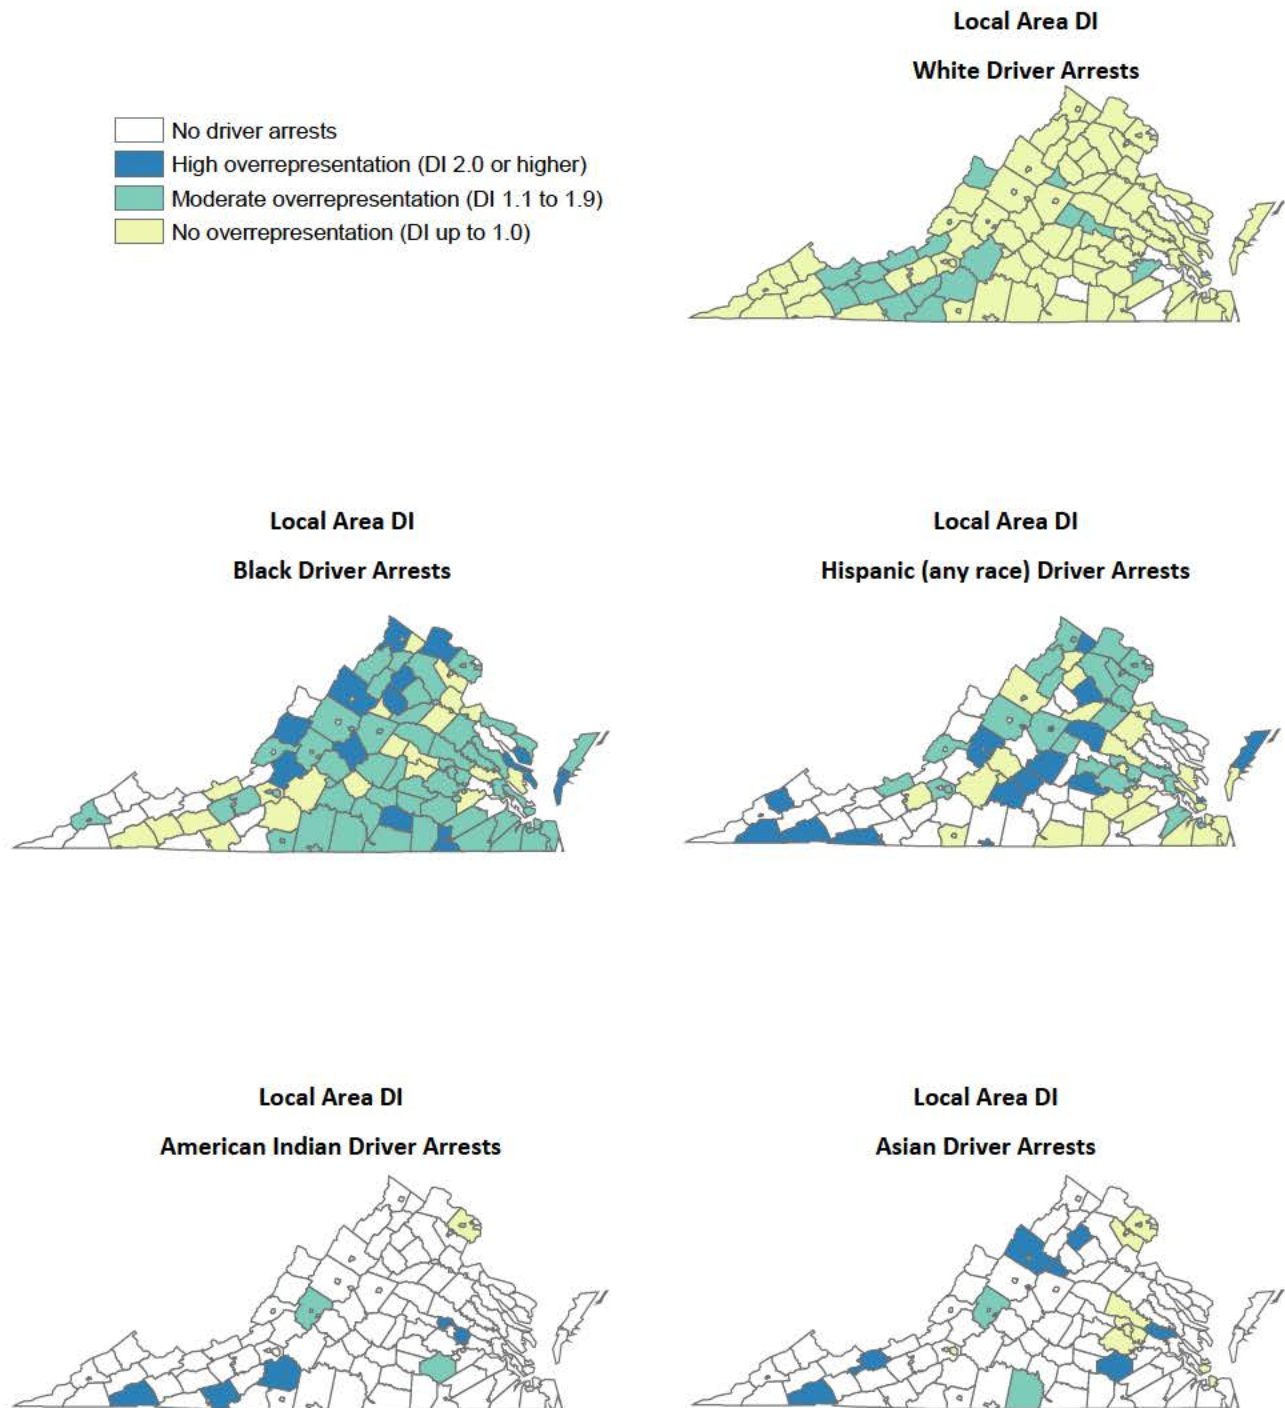 Local Area DI
White Driver Arrests
No driver arrests
High overrepresentation (DI 2.0 or higher)
Moderate overrepresentation (DI 1.1 to 1.9)
No overrepresentation (DI up to 1.0)
Local Area DI
Black Driver Arrests
Local Area DI
Hispanic (any race) Driver Arrests
Local Area DI
American Indian Driver Arrests
Local Area DI
Asian Driver Arrests